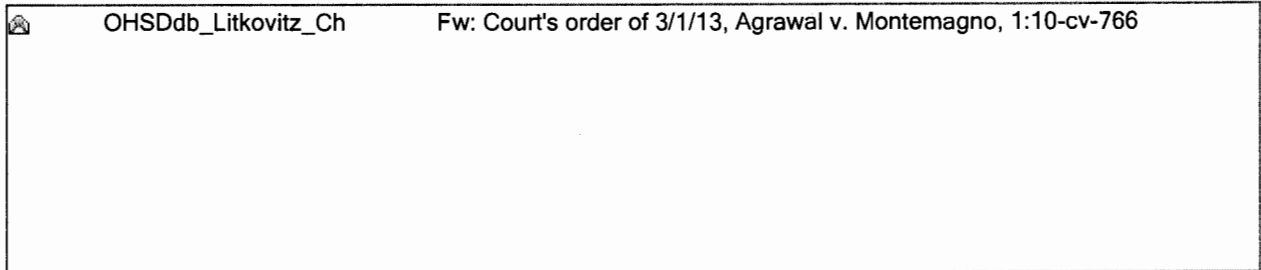 OHSDdb_Litkovitz_Ch Fw: Court's order of 3/1/13, Agrawal v. Montemagno, 1:10-cv-766